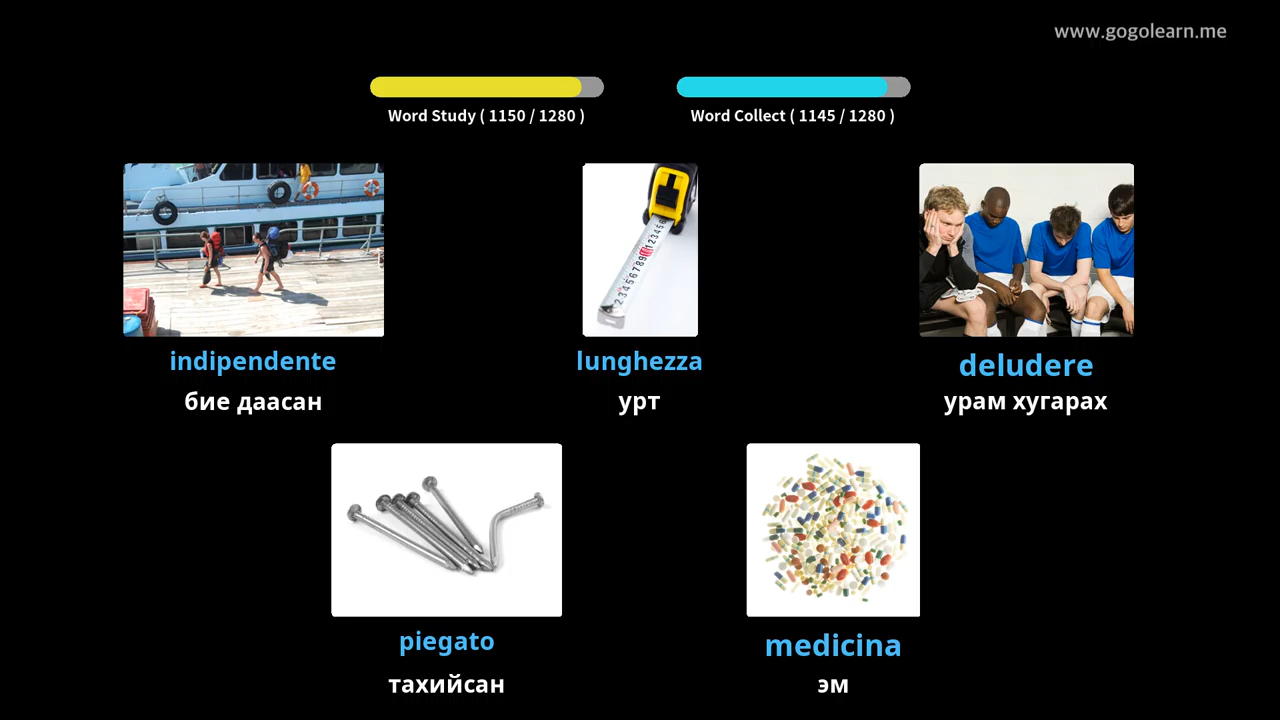 www.gogolearn.me
Word Study ( 1150 / 1280 )
Word Collect ( 1145 / 1280 )
indipendente
бие даасан
lunghezza
урт
deludere
урам хугарах
piegato
тахийсан
medicina
эм